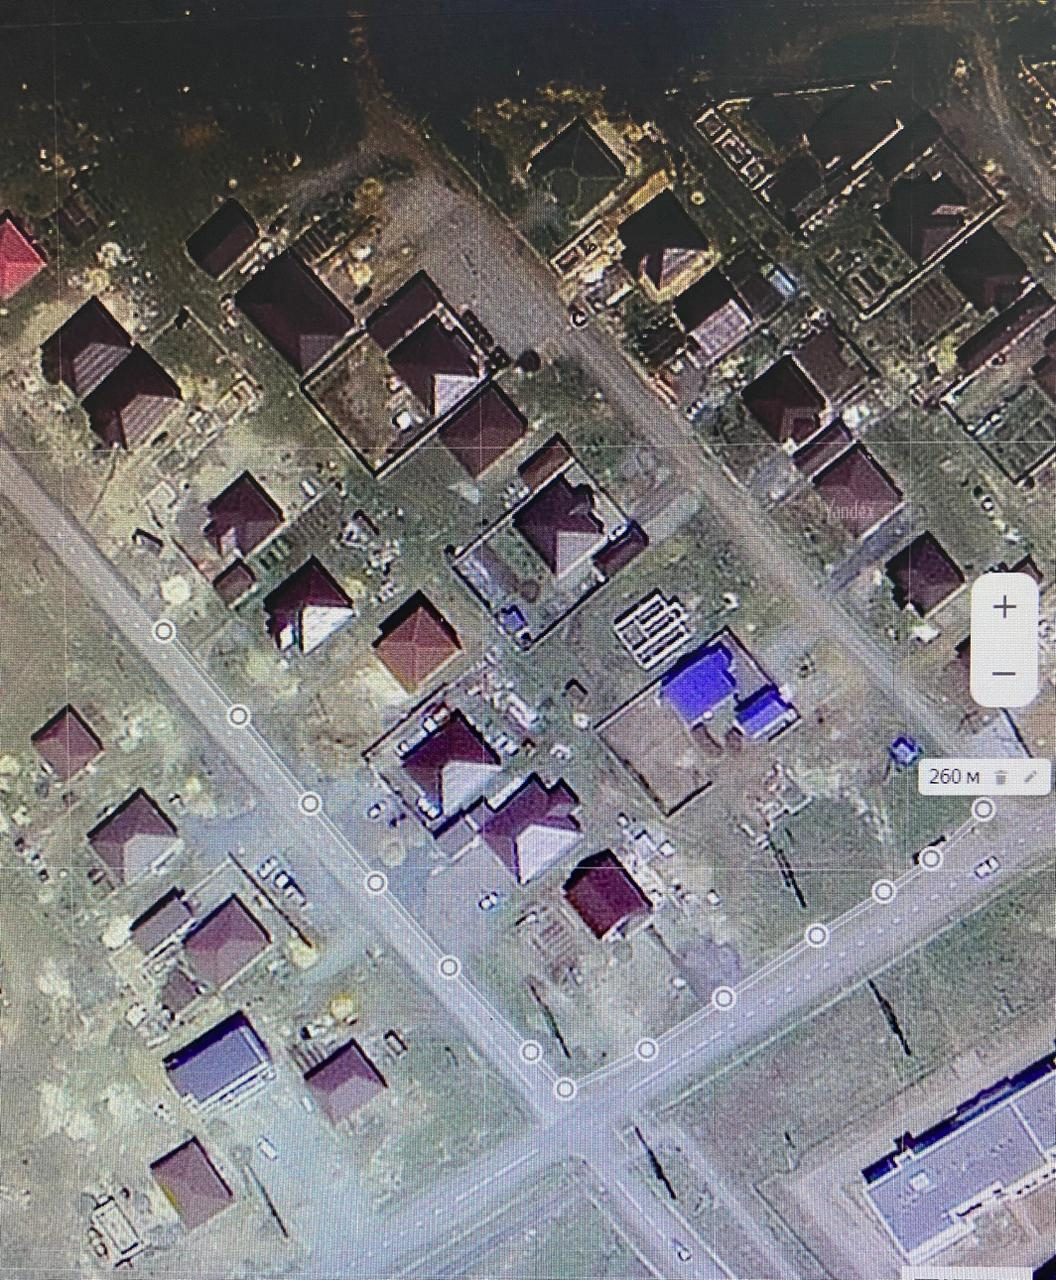 Yandex
260 м
+
−